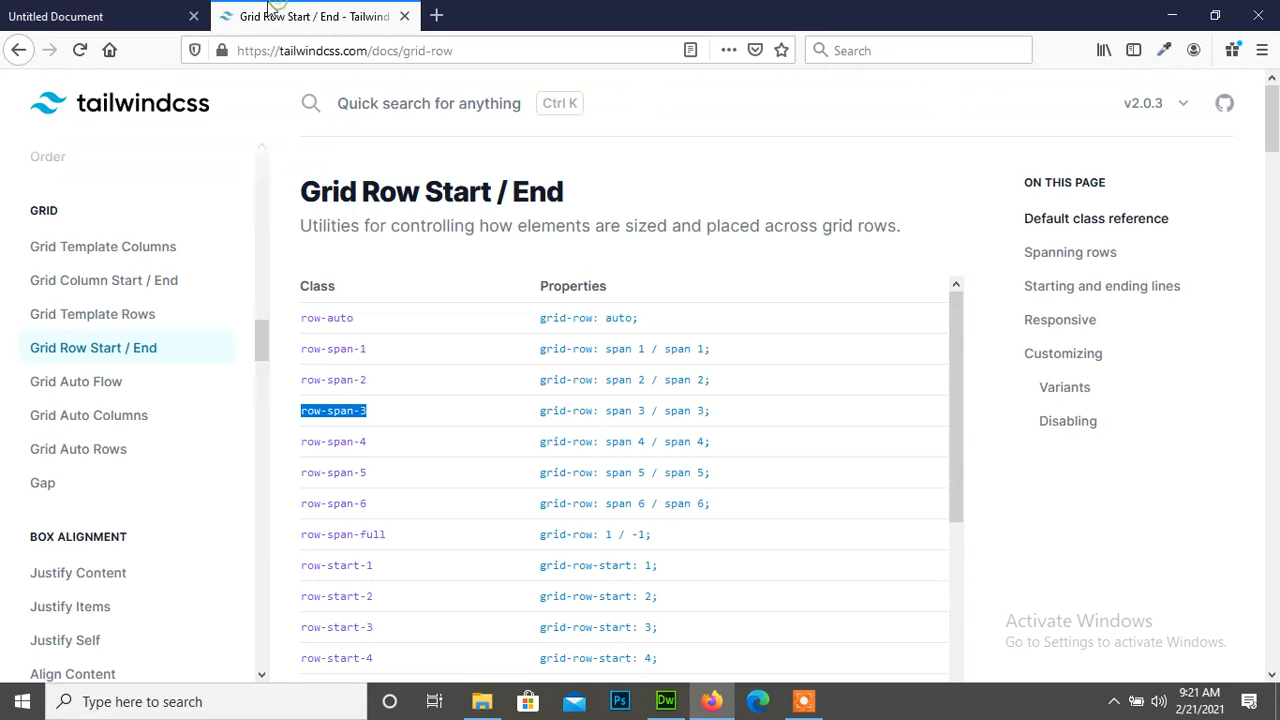 Untitled Document
Grid Row Start / End - Tailwind
https://tailwindcss.com/docs/grid-row
Search
tailwindcss
Quick search for anything
Ctrl K
v2.0.3
Order
GRID
Grid Template Columns
Grid Column Start / End
Grid Template Rows
Grid Row Start / End
Grid Auto Flow
Grid Auto Columns
Grid Auto Rows
Gap
BOX ALIGNMENT
Justify Content
Justify Items
Justify Self
Align Content
Grid Row Start / End
Utilities for controlling how elements are sized and placed across grid rows.
Class Properties
row-auto grid-row: auto;
row-span-1 grid-row: span 1 / span 1;
row-span-2 grid-row: span 2 / span 2;
row-span-3 grid-row: span 3 / span 3;
row-span-4 grid-row: span 4 / span 4;
row-span-5 grid-row: span 5 / span 5;
row-span-6 grid-row: span 6 / span 6;
row-span-full grid-row: 1 / -1;
row-start-1 grid-row-start: 1;
row-start-2 grid-row-start: 2;
row-start-3 grid-row-start: 3;
row-start-4 grid-row-start: 4;
ON THIS PAGE
Default class reference
Spanning rows
Starting and ending lines
Responsive
Customizing
Variants
Disabling
Activate Windows
Go to Settings to activate Windows.
Type here to search
Ps
Dw
9:21 AM
2/21/2021